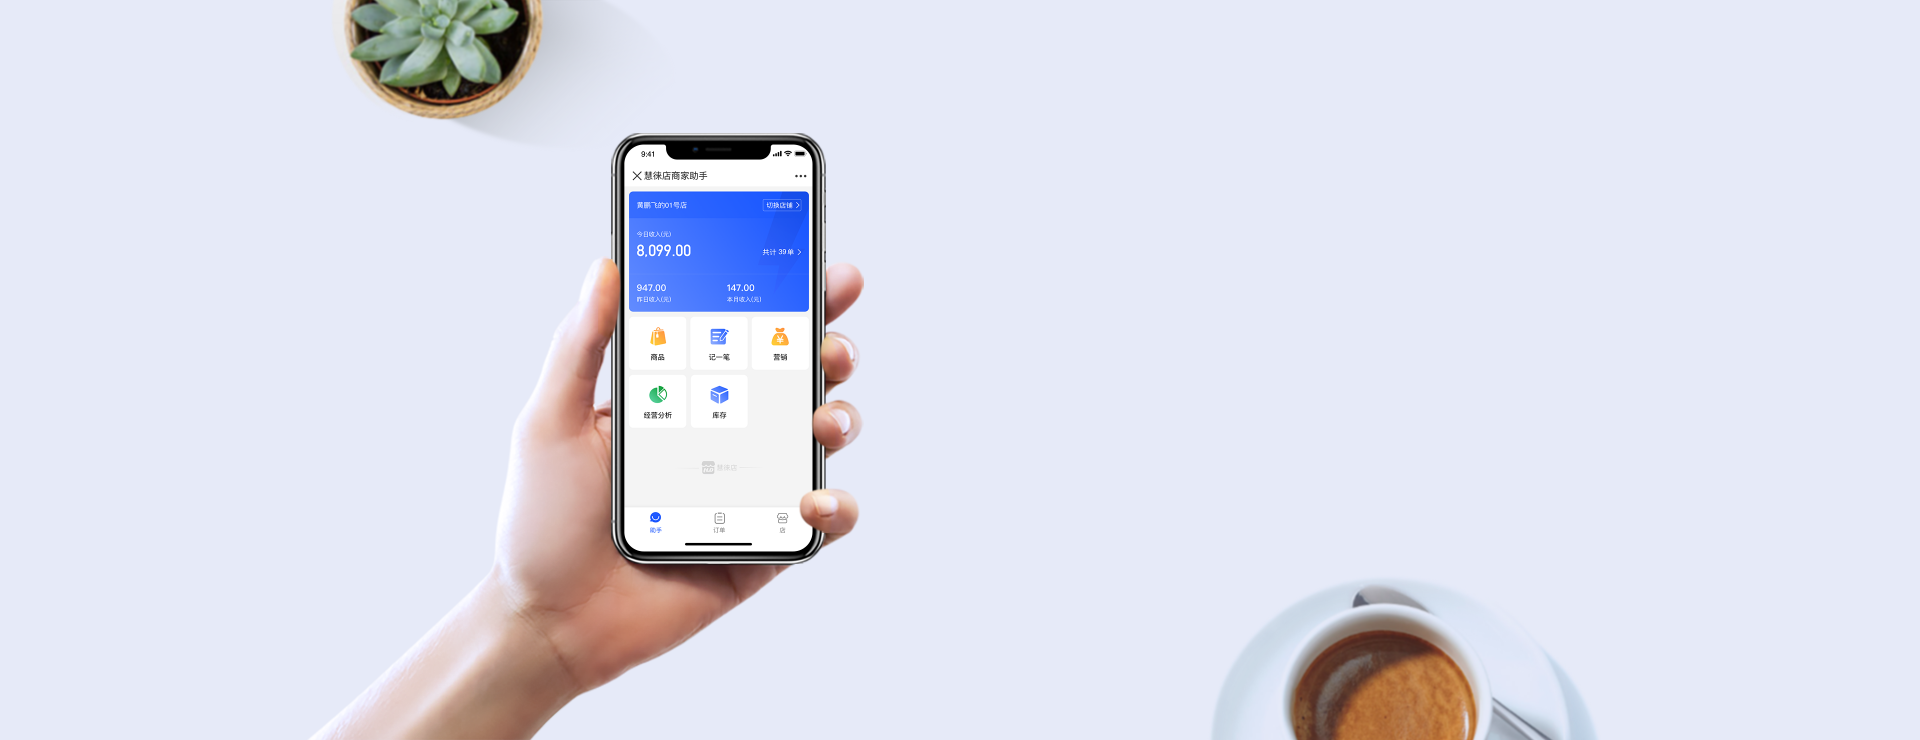 9:41
慧徕店商家助手
黄鹏飞的01号店
切换店铺
今日收入(元)
8,099.00
共计 39 单
947.00
147.00
昨日收入(元)
本月收入(元)
商品
记一笔
营销
经营分析
库存
慧徕店
助手
订单
店